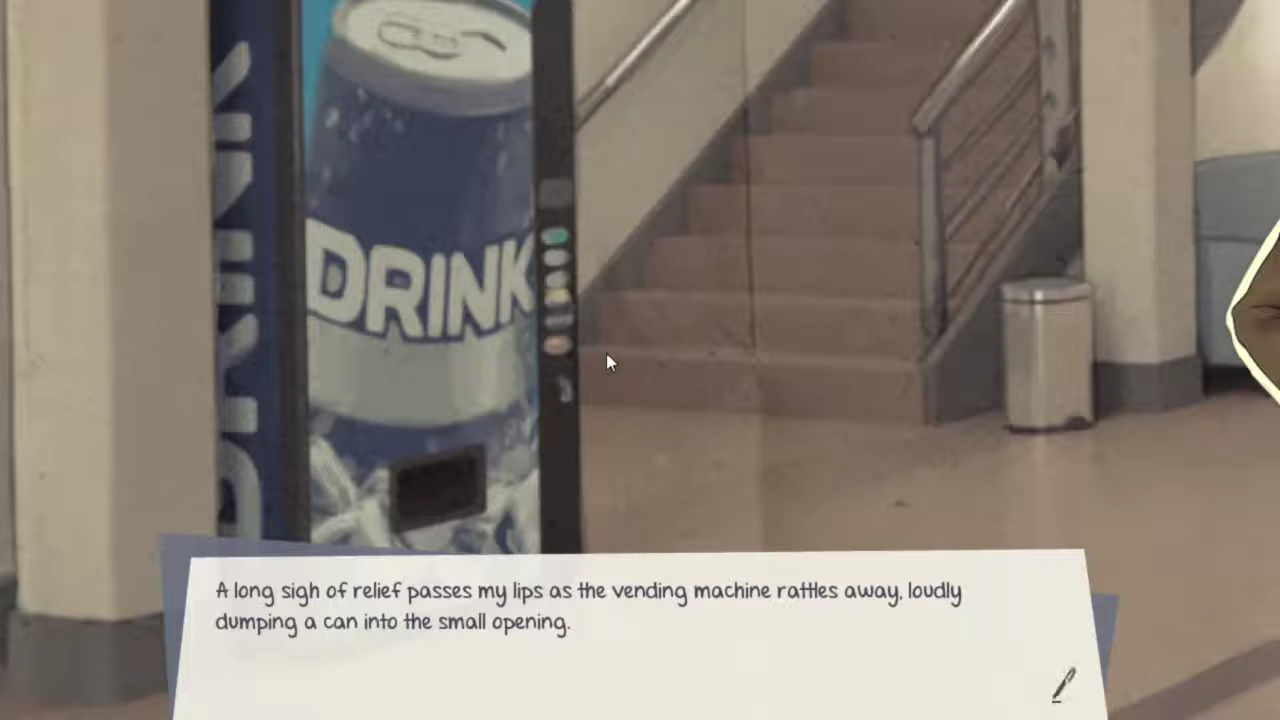 DRINK
DRINK
A long sigh of relief passes my lips as the vending machine rattles away, loudly
dumping a can into the small opening.